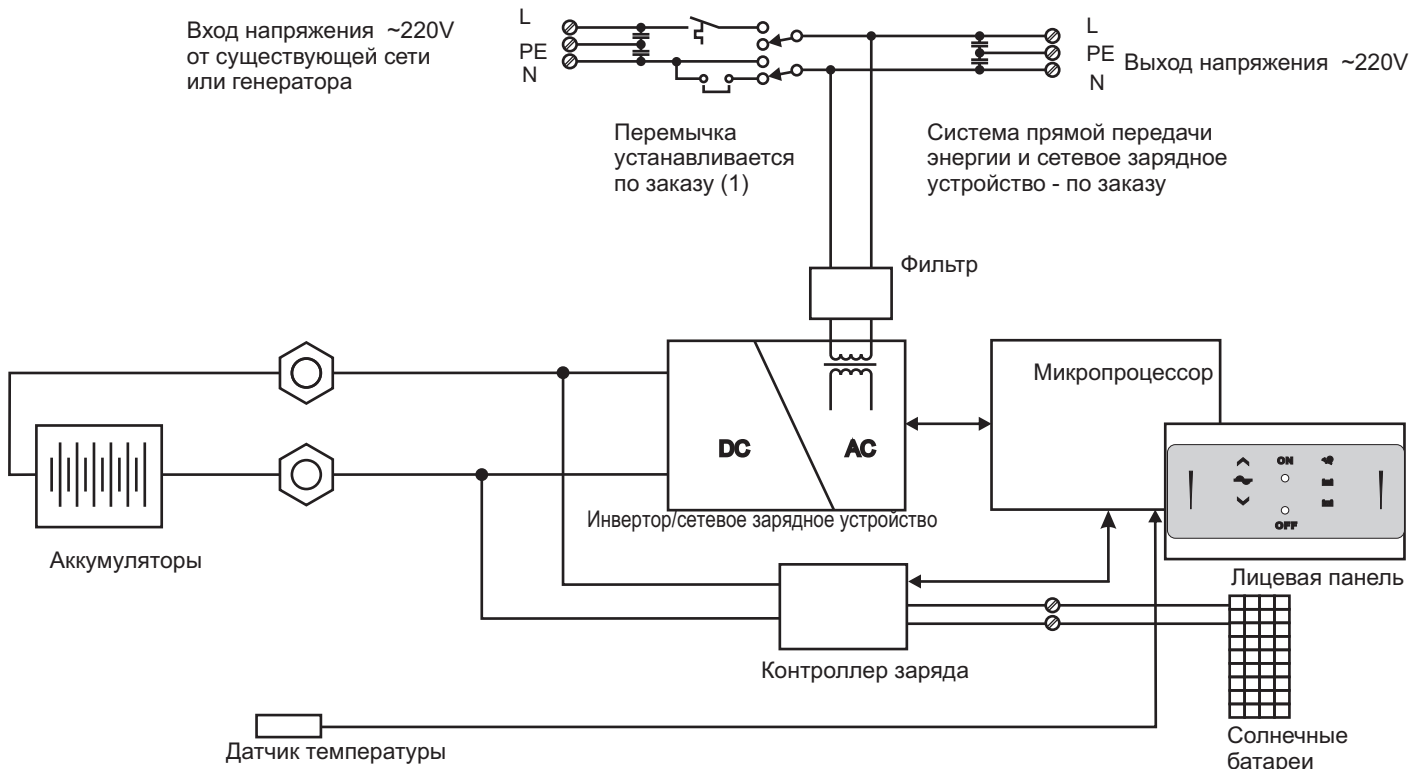 Вход напряжения ~220V
от существующей сети
или генератора
L
PE
N
L
PE
N
Выход напряжения ~220V
Перемычка
устанавливается
по заказу (1)
Система прямой передачи
энергии и сетевое зарядное
устройство - по заказу
Фильтр
Микропроцессор
DC
AC
ON
OFF
Инвертор/сетевое зарядное устройство
Аккумуляторы
Лицевая панель
Контроллер заряда
Датчик температуры
Солнечные
батареи